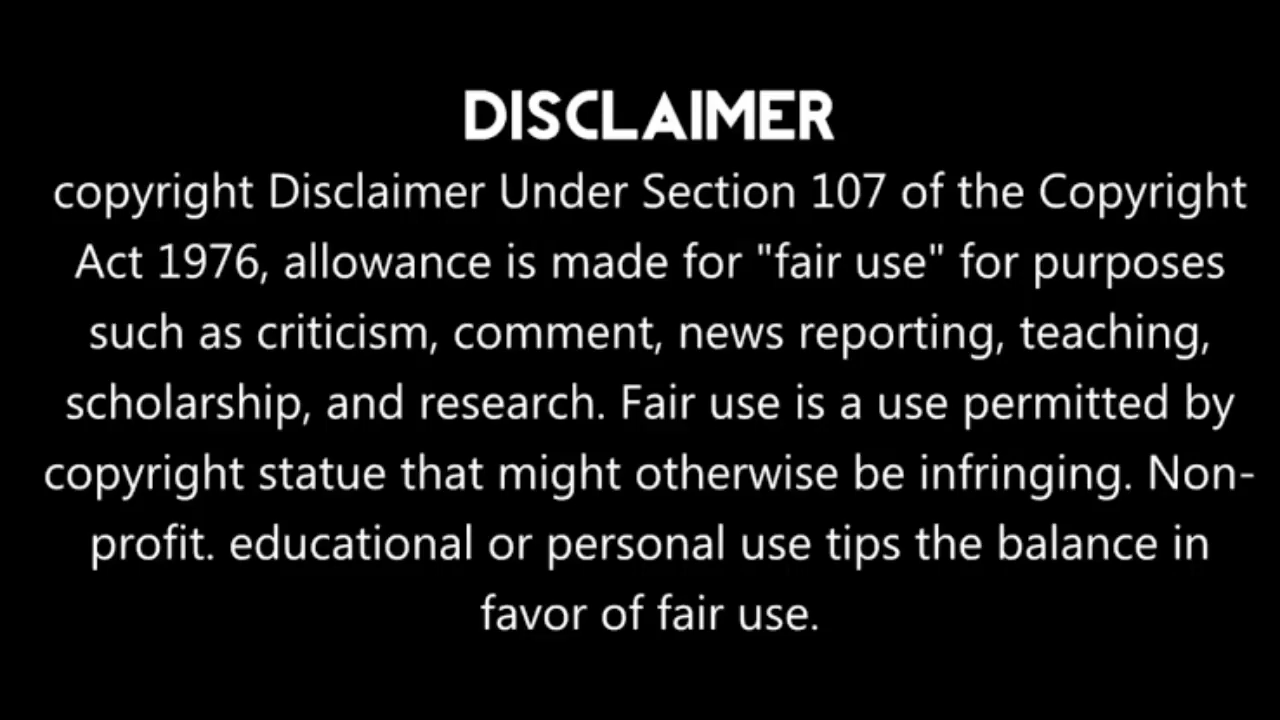 DISCLAIMER
copyright Disclaimer Under Section 107 of the Copyright
Act 1976, allowance is made for "fair use" for purposes
such as criticism, comment, news reporting, teaching,
scholarship, and research. Fair use is a use permitted by
copyright statue that might otherwise be infringing. Non-
profit. educational or personal use tips the balance in
favor of fair use.